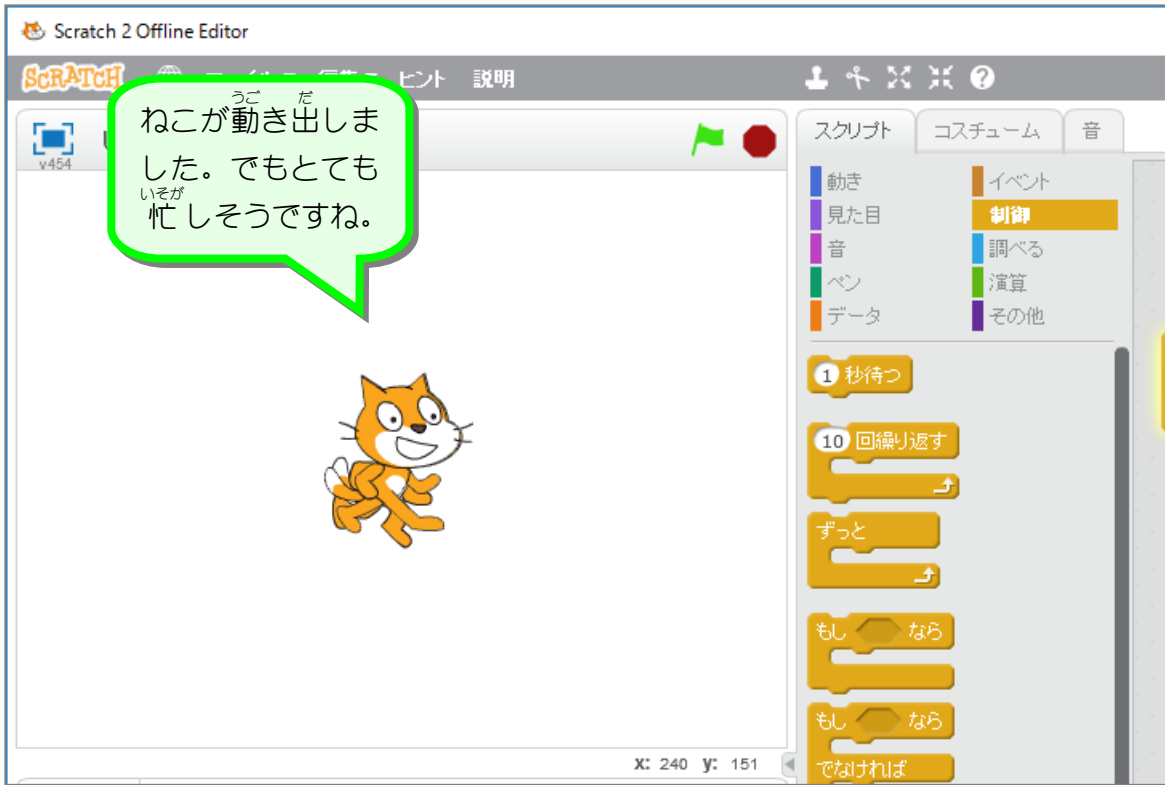 Scratch 2 Offline Editor
SCRATCH ヒント 説明
v454
ねこが動き出しま
した。でもとても
忙しそうですね。
うご だ
いそが
スクリプト コスチューム 音
動き イベント
見た目 制御
音 調べる
ペン 演算
データ その他
1 秒待つ
10 回繰り返す
ずっと
もし なら
もし なら
でなければ
x: 240 y: 151